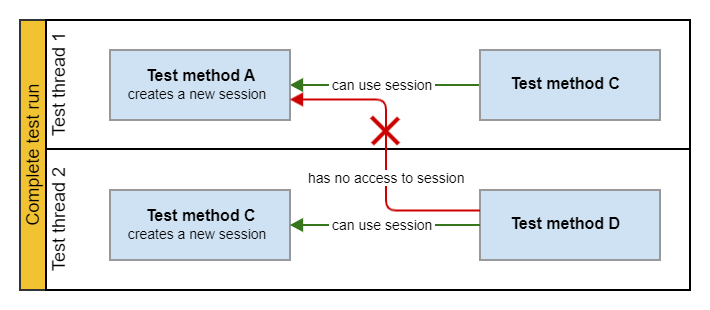 Complete test run
Test thread 1
Test method A
creates a new session
can use session
Test method C
has no access to session
Test thread 2
Test method C
creates a new session
can use session
Test method D